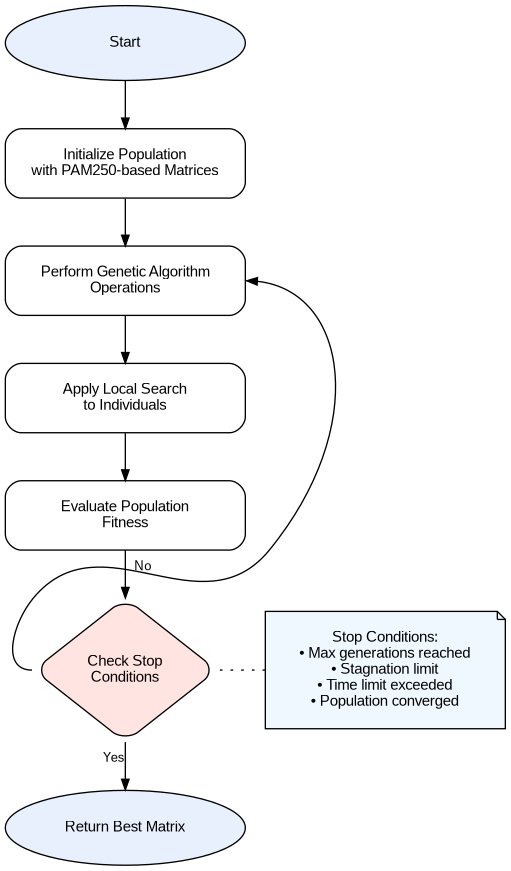 Start
Initialize Population
with PAM250-based Matrices
Perform Genetic Algorithm
Operations
Apply Local Search
to Individuals
Evaluate Population
Fitness
No
Check Stop
Conditions
Stop Conditions:
• Max generations reached
• Stagnation limit
• Time limit exceeded
• Population converged
Yes
Return Best Matrix